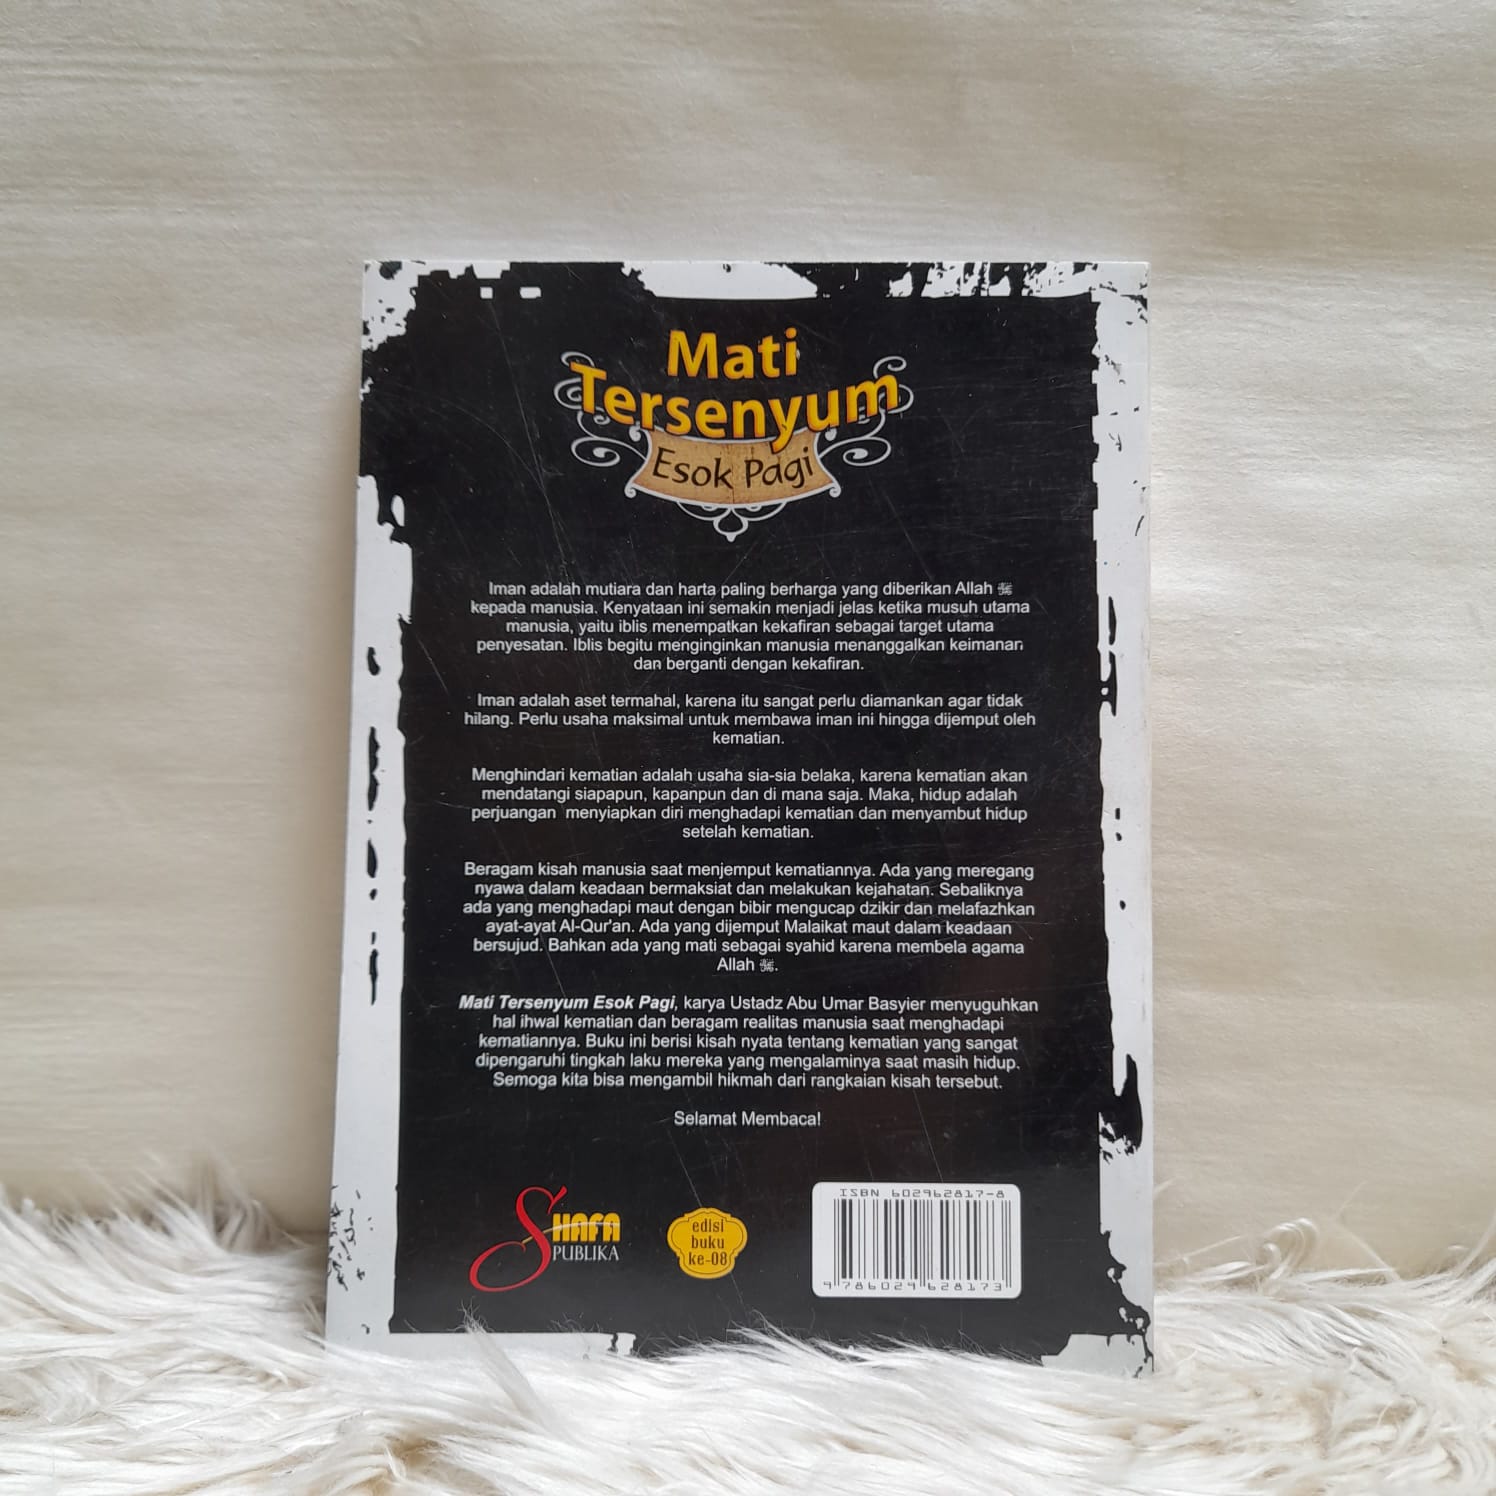 Mati
Tersenyum
Esok Pagi
Iman adalah mutiara dan harta paling berharga yang diberikan Allah ﷻ
kepada manusia. Kenyataan ini semakin menjadi jelas ketika musuh utama
manusia, yaitu iblis menempatkan kekafiran sebagai target utama
penyesatan. Iblis begitu menginginkan manusia menanggalkan keimanan
dan berganti dengan kekafiran.
Iman adalah aset termahal, karena itu sangat perlu diamankan agar tidak
hilang. Perlu usaha maksimal untuk membawa iman ini hingga dijemput oleh
kematian.
Menghindari kematian adalah usaha sia-sia belaka, karena kematian akan
mendatangi siapapun, kapanpun dan di mana saja. Maka, hidup adalah
perjuangan menyiapkan diri menghadapi kematian dan menyambut hidup
setelah kematian.
Beragam kisah manusia saat menjemput kematiannya. Ada yang meregang
nyawa dalam keadaan bermaksiat dan melakukan kejahatan. Sebaliknya
ada yang menghadapi maut dengan bibir mengucap dzikir dan melafazhkan
ayat-ayat Al-Qur'an. Ada yang dijemput Malaikat maut dalam keadaan
bersujud. Bahkan ada yang mati sebagai syahid karena membela agama
Allah ﷻ.
Mati Tersenyum Esok Pagi, karya Ustadz Abu Umar Basyier menyuguhkan
hal ihwal kematian dan beragam realitas manusia saat menghadapi
kematiannya. Buku ini berisi kisah nyata tentang kematian yang sangat
dipengaruhi tingkah laku mereka yang mengalaminya saat masih hidup.
Semoga kita bisa mengambil hikmah dari rangkaian kisah tersebut.
Selamat Membaca!
SHAFA
PUBLIKA
edisi
buku
ke-08
ISBN 602962817-8
9 786029 628173